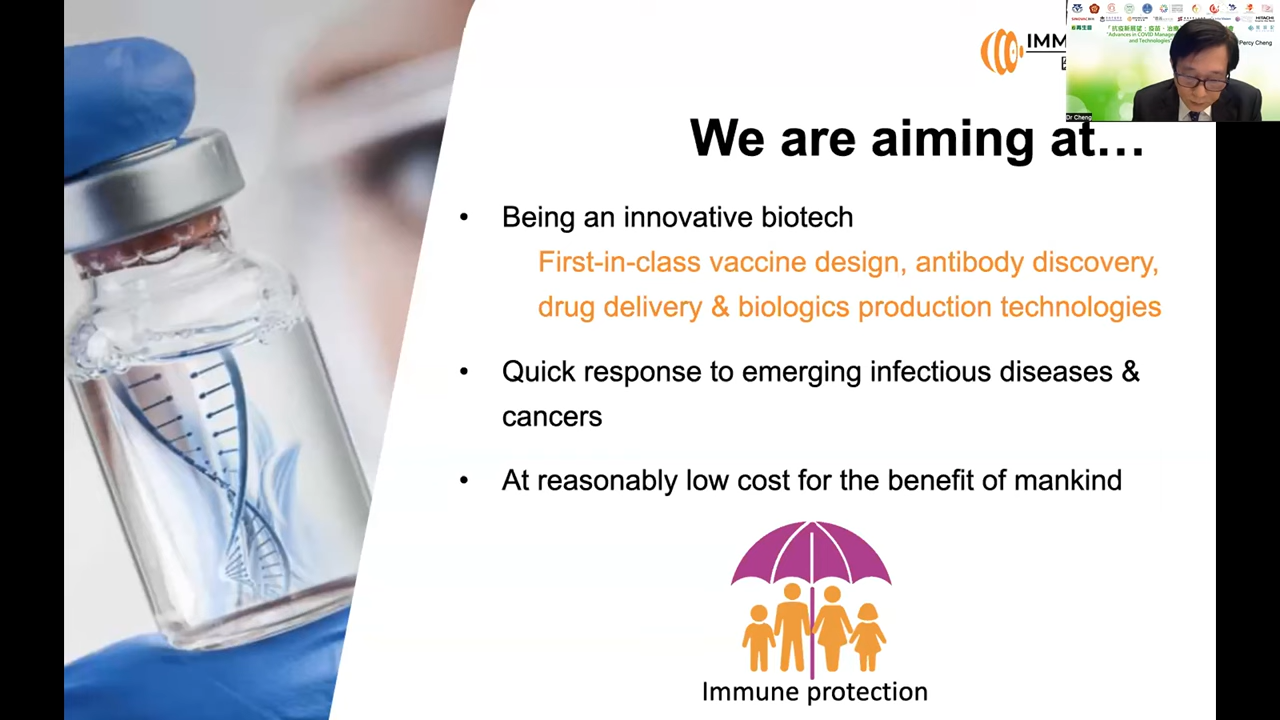 IMM
Percy Cheng
Dr Cheng
We are aiming at…
• Being an innovative biotech
First-in-class vaccine design, antibody discovery,
drug delivery & biologics production technologies
• Quick response to emerging infectious diseases &
cancers
• At reasonably low cost for the benefit of mankind
Immune protection